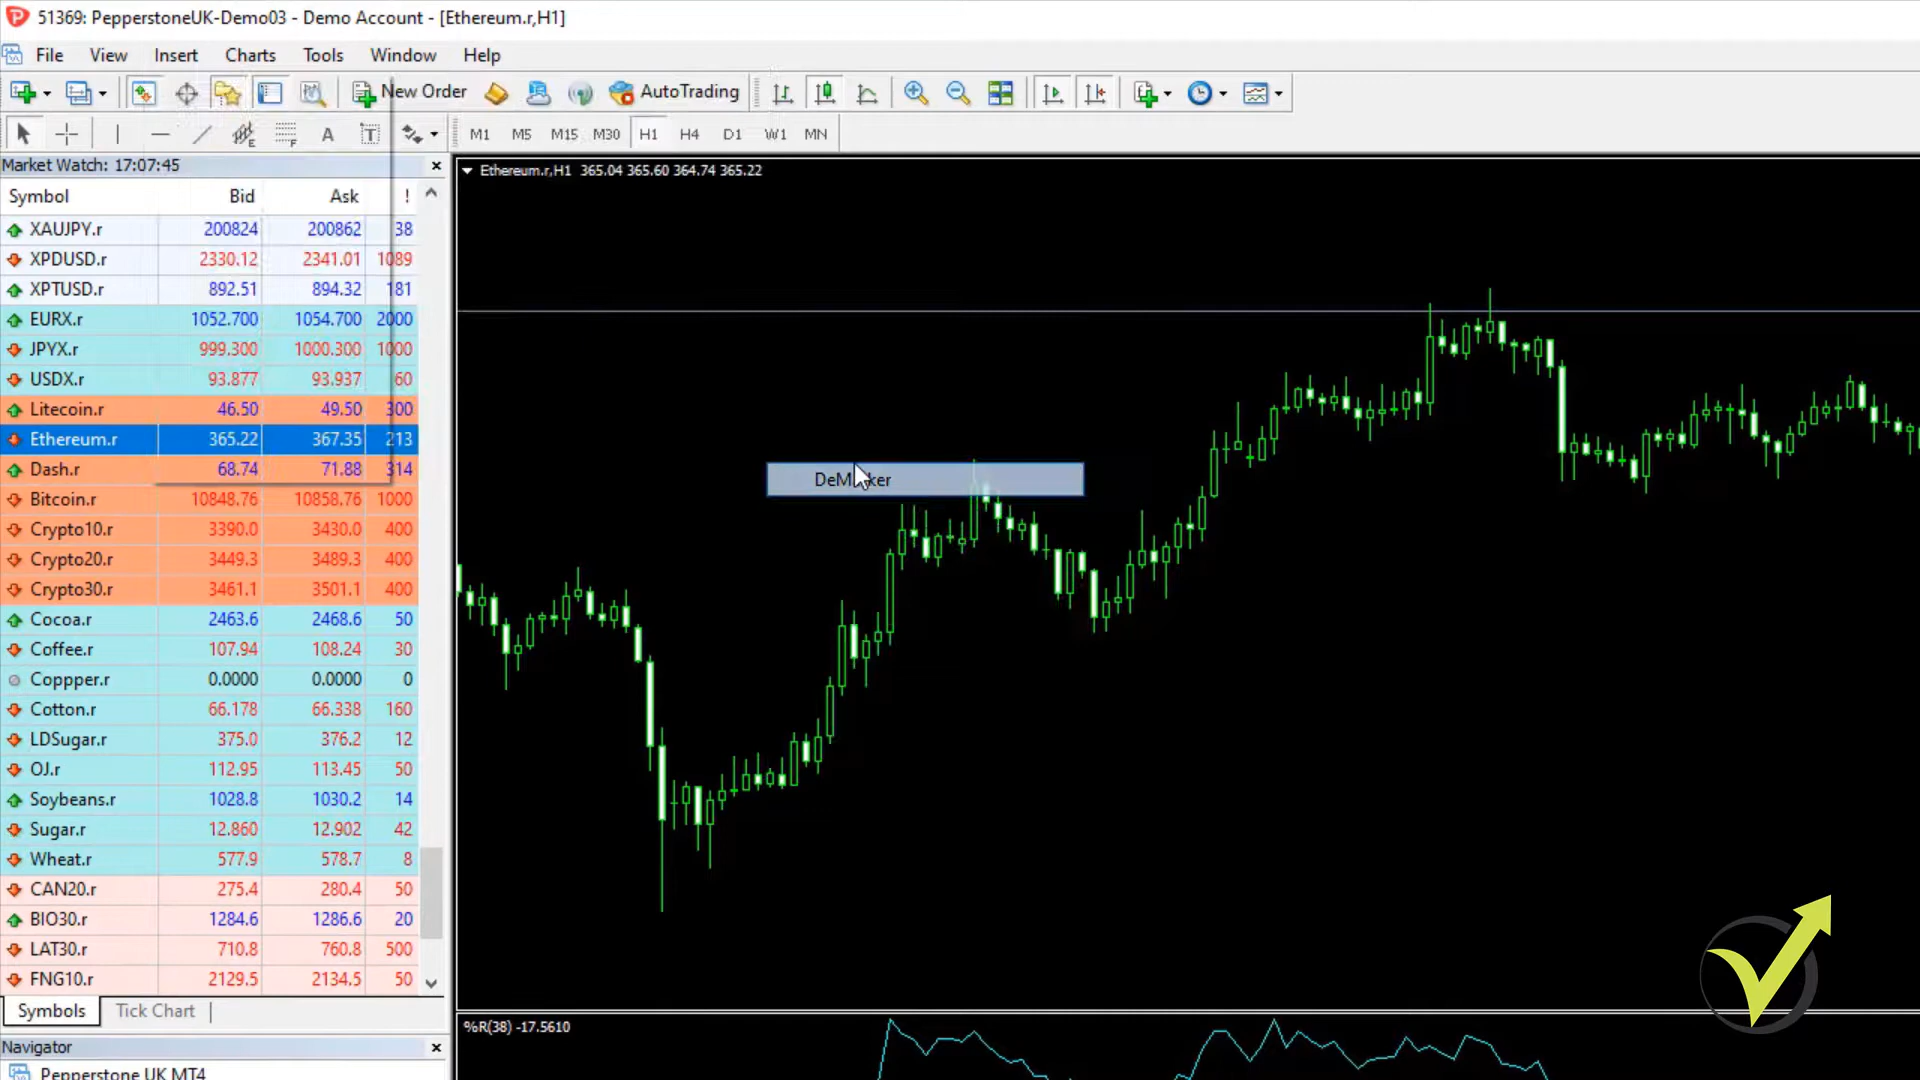 51369: PepperstoneUK-Demo03 - Demo Account - [Ethereum.r,H1]
File View Insert Charts Tools Window Help
New Order AutoTrading
A T M1 M5 M15 M30 H1 H4 D1 W1 MN
Market Watch: 17:07:45
Symbol Bid Ask !
XAUJPY.r 200824 200862 38
XPDUSD.r 2330.12 2341.01 1089
XPTUSD.r 892.51 894.32 181
EURX.r 1052.700 1054.700 2000
JPYX.r 999.300 1000.300 1000
USDX.r 93.877 93.937 60
Litecoin.r 46.50 49.50 300
Ethereum.r 365.22 367.35 213
Dash.r 68.74 71.88 314
Bitcoin.r 10848.76 10858.76 1000
Crypto10.r 3390.0 3430.0 400
Crypto20.r 3449.3 3489.3 400
Crypto30.r 3461.1 3501.1 400
Cocoa.r 2463.6 2468.6 50
Coffee.r 107.94 108.24 30
Coppper.r 0.0000 0.0000 0
Cotton.r 66.178 66.338 160
LDSugar.r 375.0 376.2 12
OJ.r 112.95 113.45 50
Soybeans.r 1028.8 1030.2 14
Sugar.r 12.860 12.902 42
Wheat.r 577.9 578.7 8
CAN20.r 275.4 280.4 50
BIO30.r 1284.6 1286.6 20
LAT30.r 710.8 760.8 500
FNG10.r 2129.5 2134.5 50
Symbols Tick Chart
Navigator
Pepperstone UK MT4
Ethereum.r,H1 365.04 365.60 364.74 365.22
DeMarker
%R(38) -17.5610